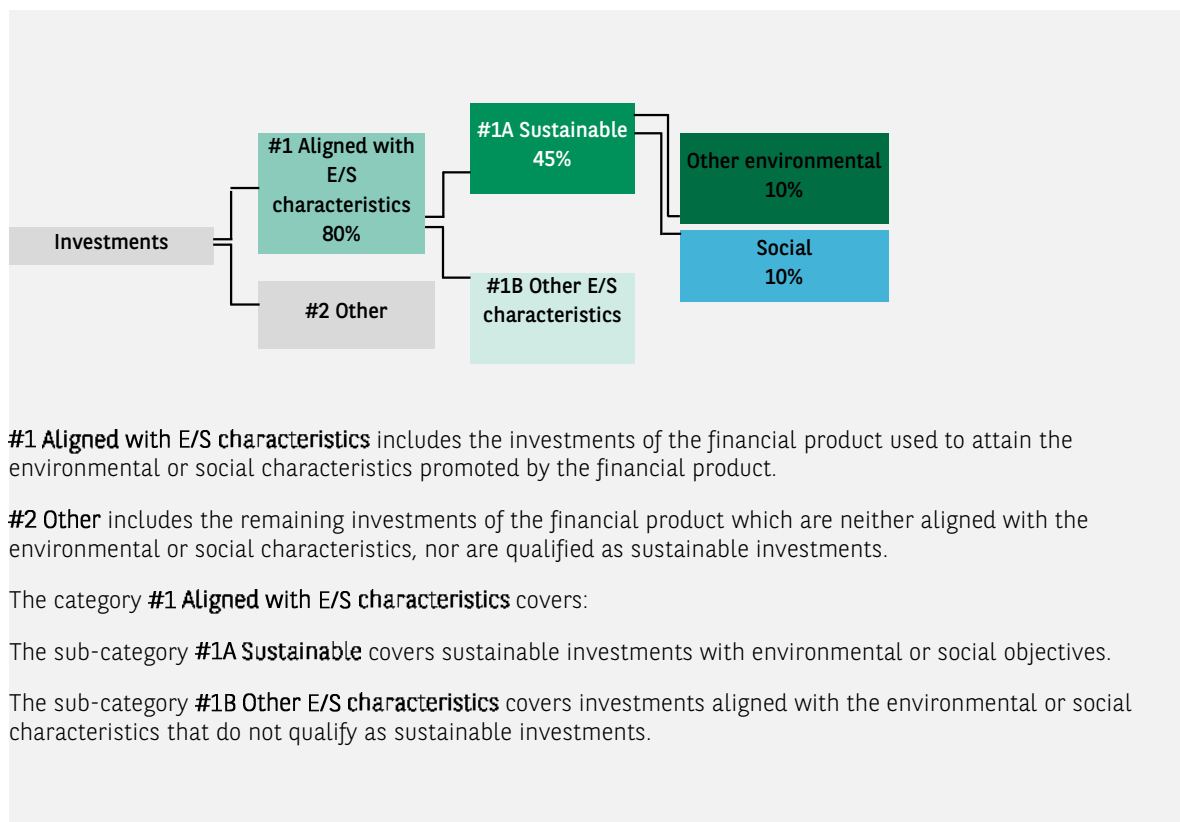 Investments
#1 Aligned with
E/S
characteristics
80%
#2 Other
#1A Sustainable
45%
#1B Other E/S
characteristics
Other environmental
10%
Social
10%
#1 Aligned with E/S characteristics includes the investments of the financial product used to attain the
environmental or social characteristics promoted by the financial product.
#2 Other includes the remaining investments of the financial product which are neither aligned with the
environmental or social characteristics, nor are qualified as sustainable investments.
The category #1 Aligned with E/S characteristics covers:
The sub-category #1A Sustainable covers sustainable investments with environmental or social objectives.
The sub-category #1B Other E/S characteristics covers investments aligned with the environmental or social
characteristics that do not qualify as sustainable investments.